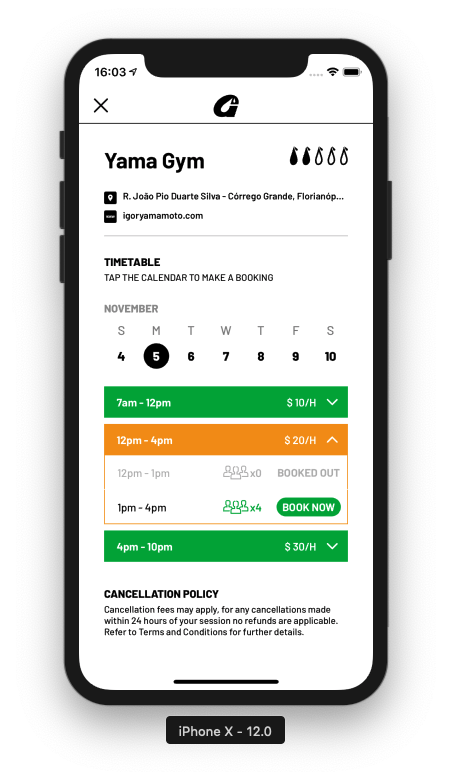 16:03
Yama Gym
R. João Pio Duarte Silva - Córrego Grande, Florianóp...
igoryamamoto.com
TIMETABLE
TAP THE CALENDAR TO MAKE A BOOKING
NOVEMBER
S M T W T F S
4 5 6 7 8 9 10
7am - 12pm $ 10/H
12pm - 4pm $ 20/H
12pm - 1pm x0 BOOKED OUT
1pm - 4pm x4 BOOK NOW
4pm - 10pm $ 30/H
CANCELLATION POLICY
Cancellation fees may apply, for any cancellations made
within 24 hours of your session no refunds are applicable.
Refer to Terms and Conditions for further details.
iPhone X - 12.0